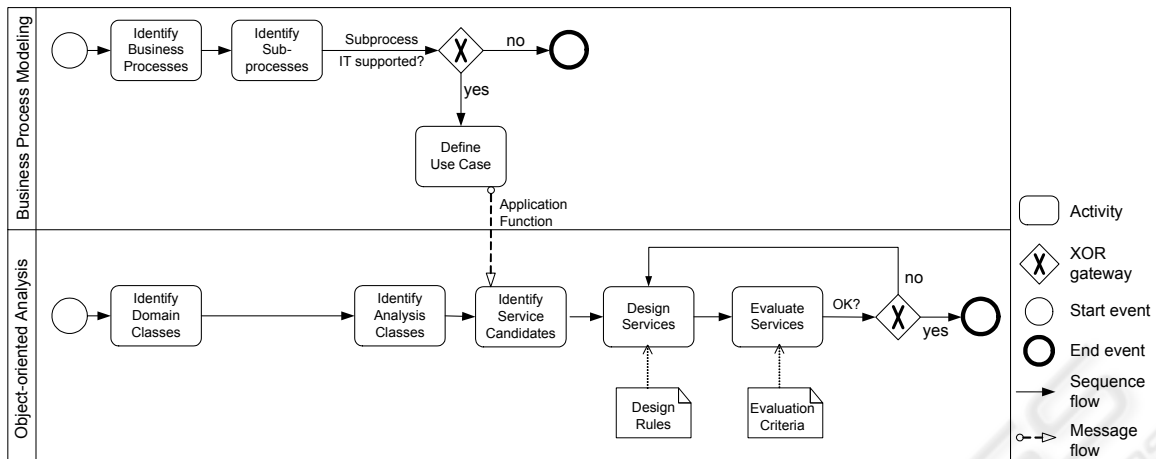 Business Process Modeling
Identify
Business
Processes
Identify
Sub-
processes
Subprocess
IT supported?
no
yes
Define
Use Case
Application
Function
Object-oriented Analysis
Identify
Domain
Classes
Identify
Analysis
Classes
Identify
Service
Candidates
Design
Services
Evaluate
Services
OK?
no
yes
Design
Rules
Evaluation
Criteria
Activity
XOR
gateway
Start event
End event
Sequence
flow
Message
flow